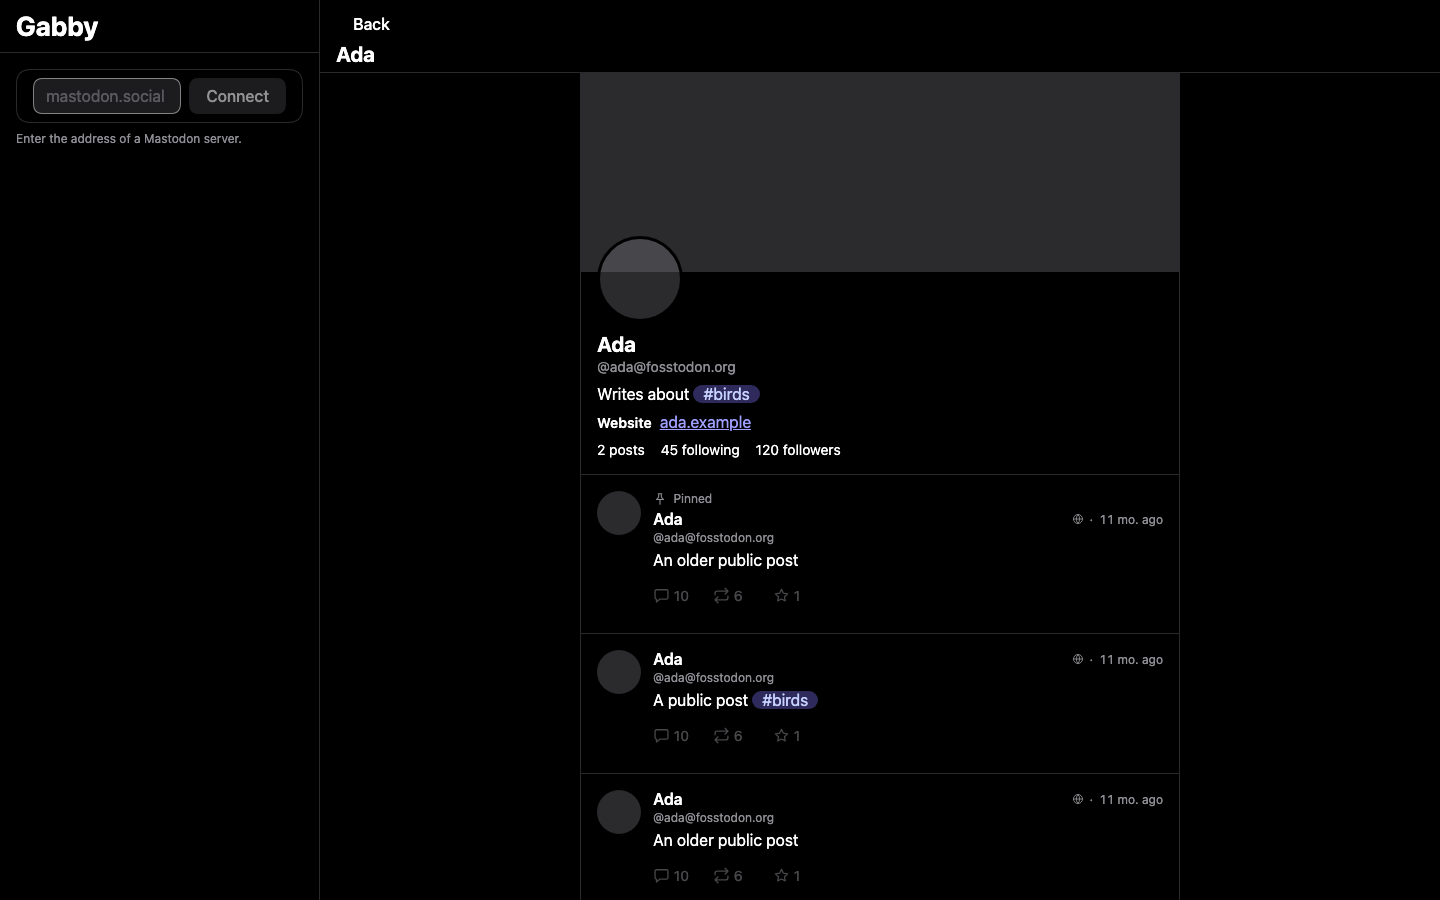 Gabby
mastodon.social
Connect
Enter the address of a Mastodon server.
Back
Ada
Ada
@ada@fosstodon.org
Writes about #birds
Website ada.example
2 posts 45 following 120 followers
Pinned
Ada
· 11 mo. ago
@ada@fosstodon.org
An older public post
10 6 1
Ada
· 11 mo. ago
@ada@fosstodon.org
A public post #birds
10 6 1
Ada
· 11 mo. ago
@ada@fosstodon.org
An older public post
10 6 1